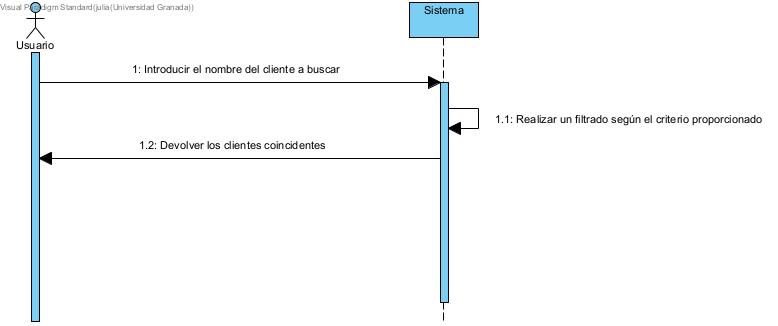 Visual Paradigm Standard(julia(Universidad Granada))
Sistema
Usuario
1: Introducir el nombre del cliente a buscar
1.1: Realizar un filtrado según el criterio proporcionado
1.2: Devolver los clientes coincidentes